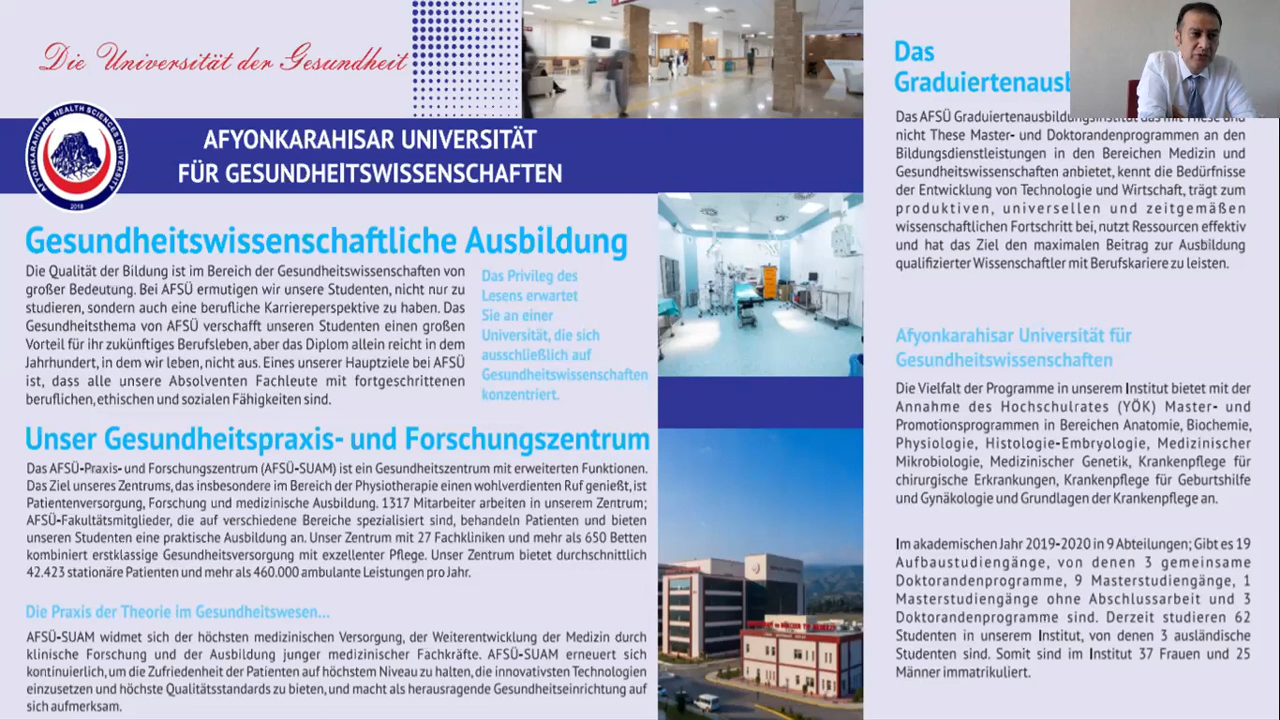 Die Universität der Gesundheit
AFYONKARAHISAR HEALTH SCIENCES UNIVERSITY
2018
AFYONKARAHISAR UNIVERSITÄT
FÜR GESUNDHEITSWISSENSCHAFTEN
Gesundheitswissenschaftliche Ausbildung
Die Qualität der Bildung ist im Bereich der Gesundheitswissenschaften von
großer Bedeutung. Bei AFSÜ ermutigen wir unsere Studenten, nicht nur zu
studieren, sondern auch eine berufliche Karriereperspektive zu haben. Das
Gesundheitsthema von AFSÜ verschafft unseren Studenten einen großen
Vorteil für ihr zukünftiges Berufsleben, aber das Diplom allein reicht in dem
Jahrhundert, in dem wir leben, nicht aus. Eines unserer Hauptziele bei AFSÜ
ist, dass alle unsere Absolventen Fachleute mit fortgeschrittenen
beruflichen, ethischen und sozialen Fähigkeiten sind.
Das Privileg des
Lesens erwartet
Sie an einer
Universität, die sich
ausschließlich auf
Gesundheitswissenschaften
konzentriert.
Unser Gesundheitspraxis- und Forschungszentrum
Das AFSÜ-Praxis- und Forschungszentrum (AFSÜ-SUAM) ist ein Gesundheitszentrum mit erweiterten Funktionen.
Das Ziel unseres Zentrums, das insbesondere im Bereich der Physiotherapie einen wohlverdienten Ruf genießt, ist
Patientenversorgung, Forschung und medizinische Ausbildung. 1317 Mitarbeiter arbeiten in unserem Zentrum;
AFSÜ-Fakultätsmitglieder, die auf verschiedene Bereiche spezialisiert sind, behandeln Patienten und bieten
unseren Studenten eine praktische Ausbildung an. Unser Zentrum mit 27 Fachkliniken und mehr als 650 Betten
kombiniert erstklassige Gesundheitsversorgung mit exzellenter Pflege. Unser Zentrum bietet durchschnittlich
42.423 stationäre Patienten und mehr als 460.000 ambulante Leistungen pro Jahr.
Die Praxis der Theorie im Gesundheitswesen...
AFSÜ-SUAM widmet sich der höchsten medizinischen Versorgung, der Weiterentwicklung der Medizin durch
klinische Forschung und der Ausbildung junger medizinischer Fachkräfte. AFSÜ-SUAM erneuert sich
kontinuierlich, um die Zufriedenheit der Patienten auf höchstem Niveau zu halten, die innovativsten Technologien
einzusetzen und höchste Qualitätsstandards zu bieten, und macht als herausragende Gesundheitseinrichtung auf
sich aufmerksam.
Das
Graduiertenausb
Das AFSÜ Graduiertenausbildungsinstitut das mit These und
nicht These Master- und Doktorandenprogrammen an den
Bildungsdienstleistungen in den Bereichen Medizin und
Gesundheitswissenschaften anbietet, kennt die Bedürfnisse
der Entwicklung von Technologie und Wirtschaft, trägt zum
produktiven, universellen und zeitgemäßen
wissenschaftlichen Fortschritt bei, nutzt Ressourcen effektiv
und hat das Ziel den maximalen Beitrag zur Ausbildung
qualifizierter Wissenschaftler mit Berufskariere zu leisten.
Afyonkarahisar Universität für
Gesundheitswissenschaften
Die Vielfalt der Programme in unserem Institut bietet mit der
Annahme des Hochschulrates (YÖK) Master- und
Promotionsprogrammen in Bereichen Anatomie, Biochemie,
Physiologie, Histologie-Embryologie, Medizinischer
Mikrobiologie, Medizinischer Genetik, Krankenpflege für
chirurgische Erkrankungen, Krankenpflege für Geburtshilfe
und Gynäkologie und Grundlagen der Krankenpflege an.
Im akademischen Jahr 2019-2020 in 9 Abteilungen; Gibt es 19
Aufbaustudiengänge, von denen 3 gemeinsame
Doktorandenprogramme, 9 Masterstudiengänge, 1
Masterstudiengänge ohne Abschlussarbeit und 3
Doktorandenprogramme sind. Derzeit studieren 62
Studenten in unserem Institut, von denen 3 ausländische
Studenten sind. Somit sind im Institut 37 Frauen und 25
Männer immatrikuliert.